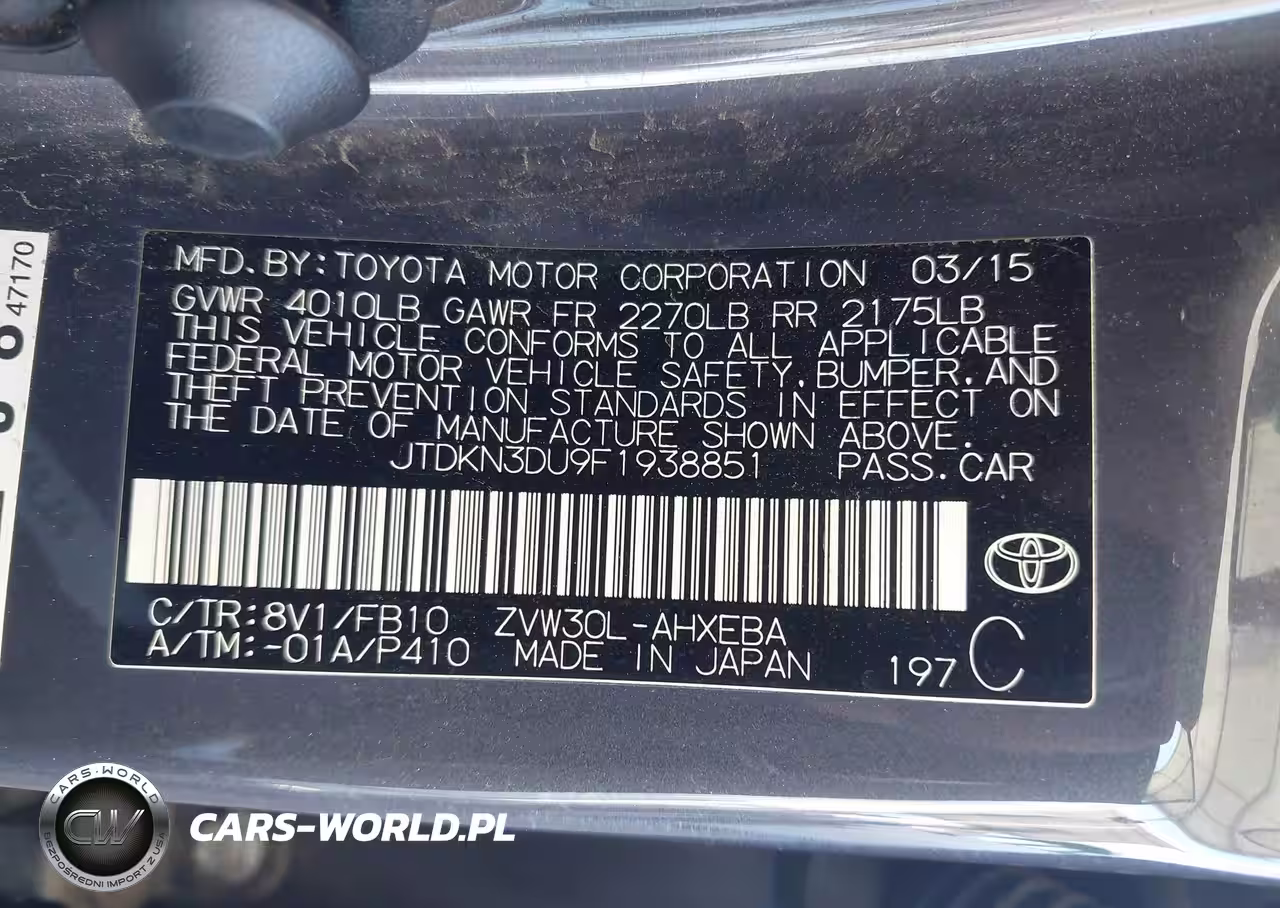 47170
MFD.BY:TOYOTA MOTOR CORPORATION 03/15
GVWR 4010LB GAWR FR 2270LB RR 2175LB
THIS VEHICLE CONFORMS TO ALL APPLICABLE
FEDERAL MOTOR VEHICLE SAFETY,BUMPER,AND
THEFT PREVENTION STANDARDS IN EFFECT ON
THE DATE OF MANUFACTURE SHOWN ABOVE.
JTDKN3DU9F1938851 PASS.CAR
C/TR:8V1/FB10 ZVW30L-AHXEBA
A/TM:-01A/P410 MADE IN JAPAN 197 C
CARS-WORLD
CW
BEZPOŚREDNI IMPORT Z USA
CARS-WORLD.PL